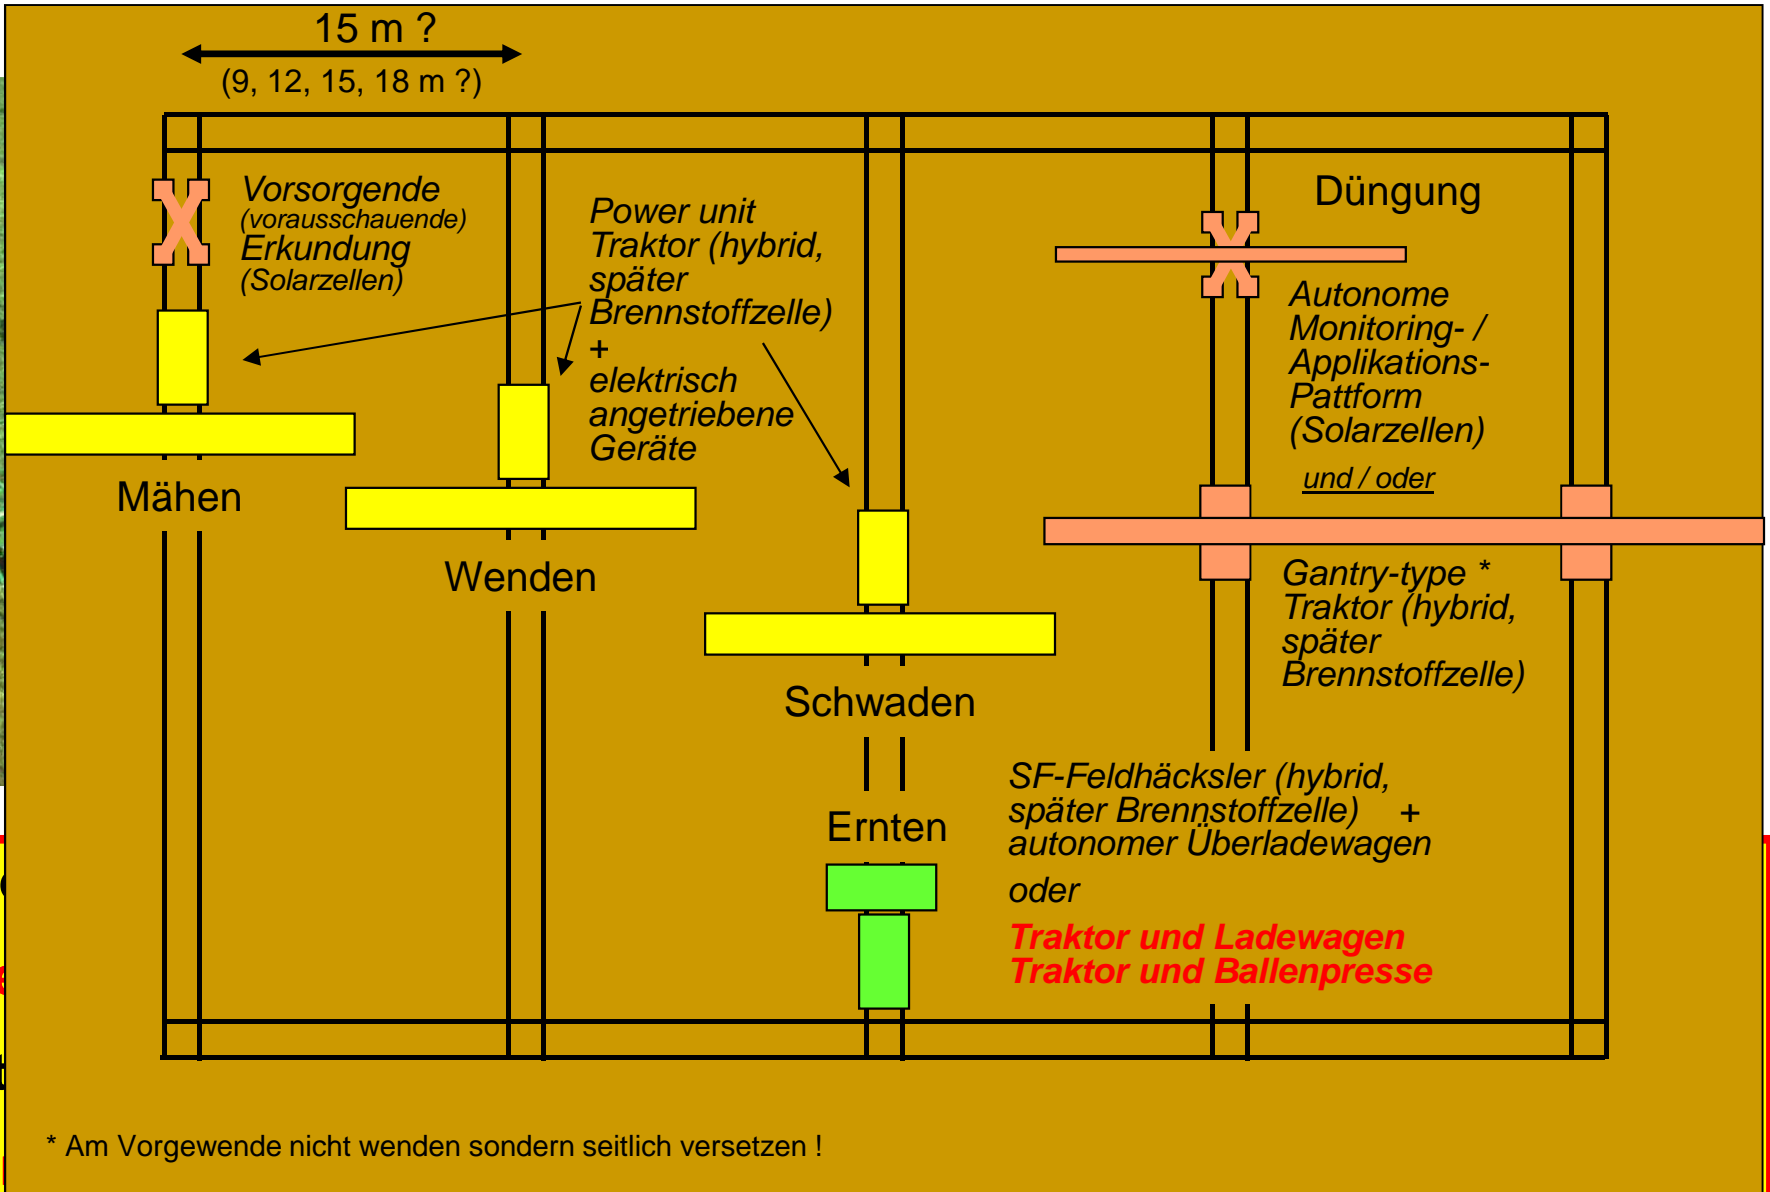 15 m ?
(9, 12, 15, 18 m ?)
Vorsorgende
(vorausschauende)
Erkundung
(Solarzellen)
Power unit
Traktor (hybrid,
später
Brennstoffzelle)
+
elektrisch
angetriebene
Geräte
Düngung
Autonome
Monitoring- /
Applikations-
Pattform
(Solarzellen)
und / oder
Gantry-type *
Traktor (hybrid,
später
Brennstoffzelle)
Mähen
Wenden
Schwaden
Ernten
SF-Feldhäcksler (hybrid,
später Brennstoffzelle) +
autonomer Überladewagen
oder
Traktor und Ladewagen
Traktor und Ballenpresse
* Am Vorgewende nicht wenden sondern seitlich versetzen !